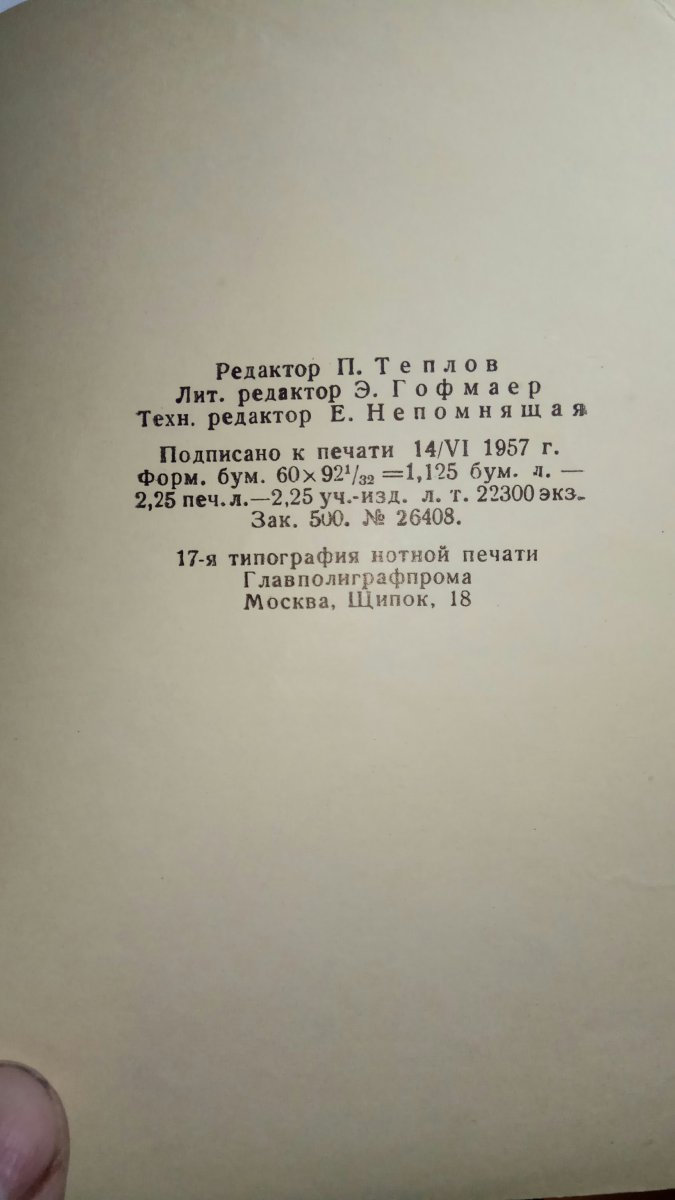 Редактор П. Теплов
Лит. редактор Э. Гофмаер
Техн. редактор Е. Непомнящая
Подписано к печати 14/VI 1957 г.
Форм. бум. 60×92¹/₃₂=1,125 бум. л. —
2,25 печ.л.—2,25 уч.-изд. л. т. 22300 экз.
Зак. 500. № 26408.
17-я типография нотной печати
Главполиграфпрома
Москва, Щипок, 18